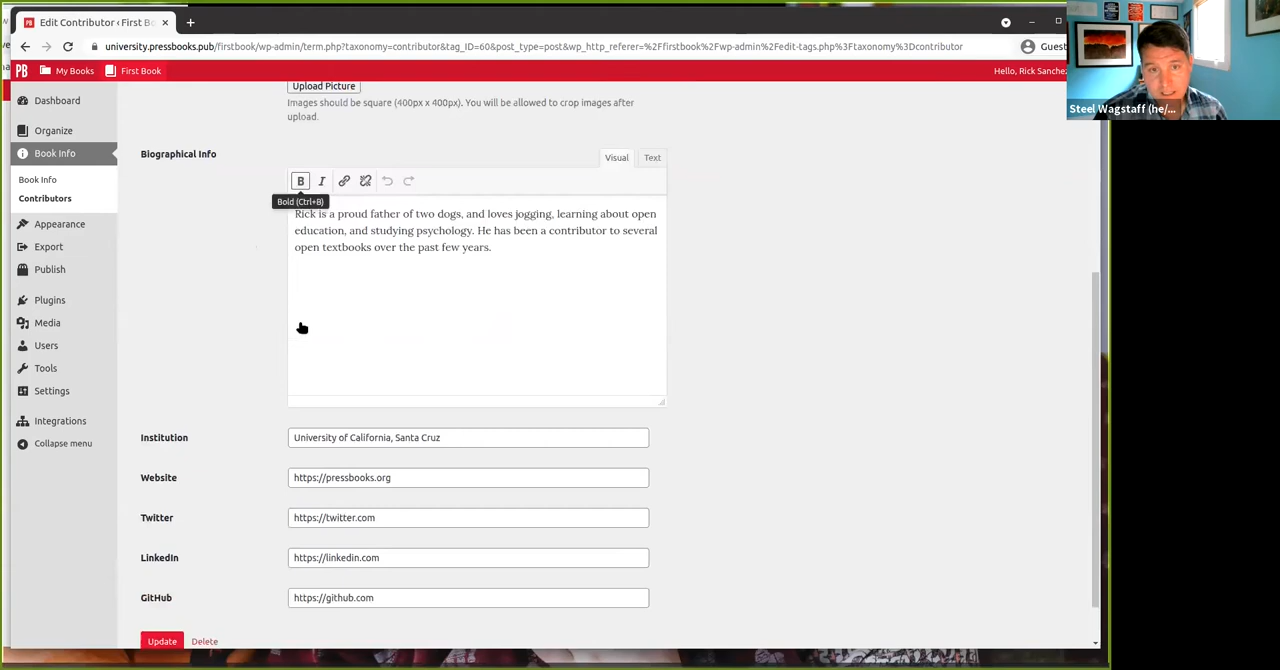 Edit Contributor ‹ First B
university.pressbooks.pub/firstbook/wp-admin/term.php?taxonomy=contributor&tag_ID=60&post_type=post&wp_http_referer=%2Ffirstbook%2Fwp-admin%2Fedit-tags.php%3Ftaxonomy%3Dcontributor
Guest
PB My Books First Book
Hello, Rick Sanchez
Steel Wagstaff (he/...
Dashboard
Organize
Book Info
Book Info
Contributors
Appearance
Export
Publish
Plugins
Media
Users
Tools
Settings
Integrations
Collapse menu
Upload Picture
Images should be square (400px x 400px). You will be allowed to crop images after
upload.
Biographical Info
Visual Text
B I
Bold (Ctrl+B)
Rick is a proud father of two dogs, and loves jogging, learning about open
education, and studying psychology. He has been a contributor to several
open textbooks over the past few years.
Institution
University of California, Santa Cruz
Website
https://pressbooks.org
Twitter
https://twitter.com
LinkedIn
https://linkedin.com
GitHub
https://github.com
Update Delete